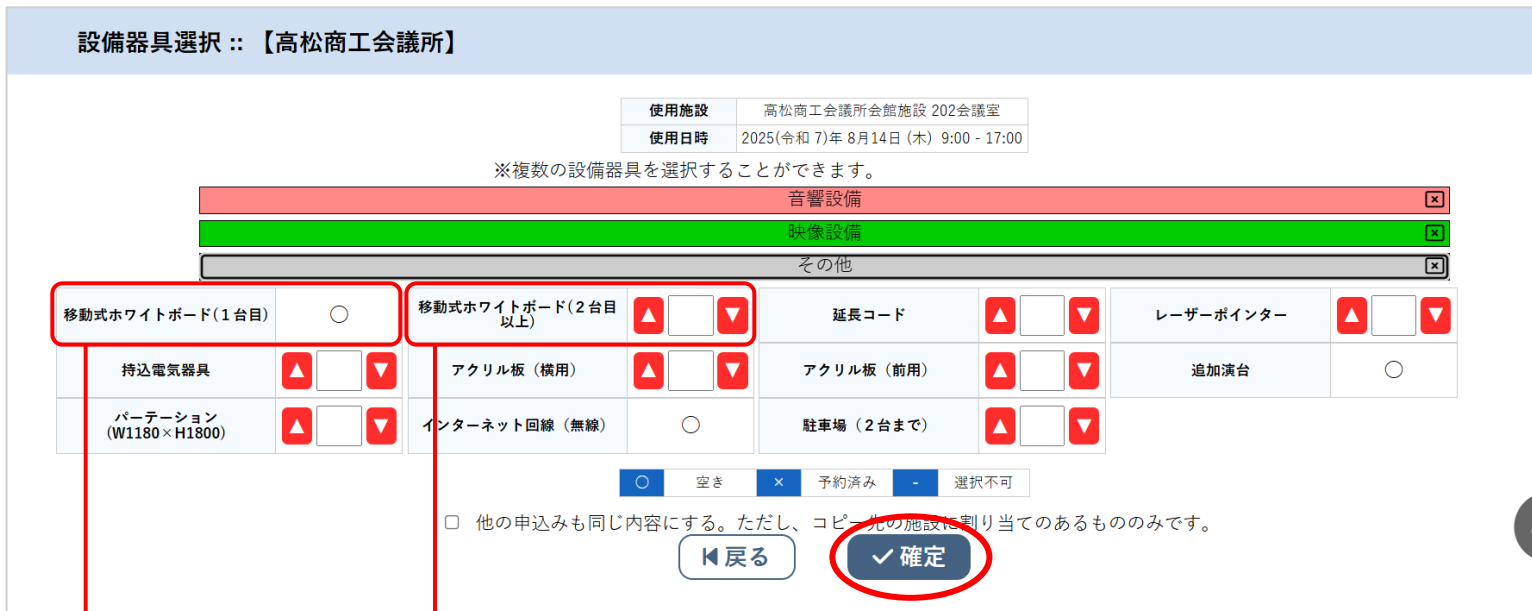 設備器具選択 :: 【高松商工会議所】
使用施設 高松商工会議所会館施設 202会議室
使用日時 2025(令和 7)年 8月14日 (木) 9:00 - 17:00
※複数の設備器具を選択することができます。
音響設備
映像設備
その他
移動式ホワイトボード(1台目) ○ 移動式ホワイトボード(2台目
以上) ▲ ▼ 延長コード ▲ ▼ レーザーポインター ▲ ▼
持込電気器具 ▲ ▼ アクリル板（横用） ▲ ▼ アクリル板（前用） ▲ ▼ 追加演台 ○
パーテーション
(W1180×H1800) ▲ ▼ インターネット回線（無線） ○ 駐車場（2台まで） ▲ ▼
○ 空き × 予約済み - 選択不可
他の申込みも同じ内容にする。ただし、コピー先の施設に割り当てのあるもののみです。
戻る 確定